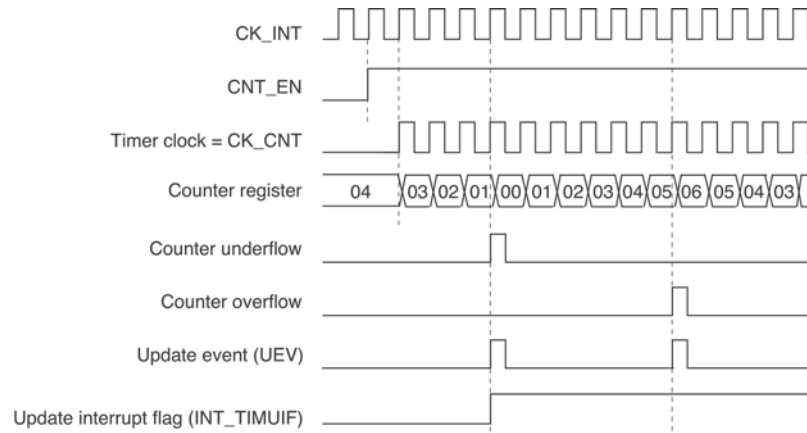 CK_INT
CNT_EN
Timer clock = CK_CNT
Counter register 04 03 02 01 00 01 02 03 04 05 06 05 04 03
Counter underflow
Counter overflow
Update event (UEV)
Update interrupt flag (INT_TIMUIF)